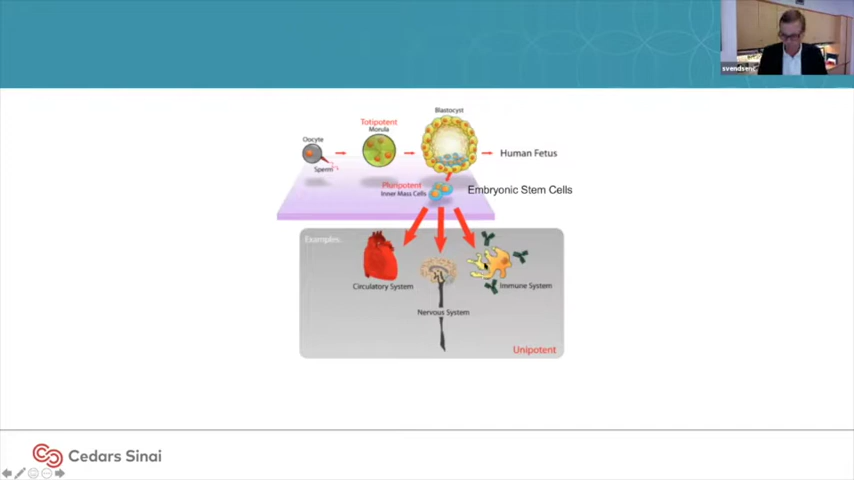 svendsenc
Blastocyst
Totipotent
Morula
Oocyte
Sperm
Human Fetus
Pluripotent
Inner Mass Cells
Embryonic Stem Cells
Examples
Circulatory System
Immune System
Nervous System
Unipotent
Cedars Sinai